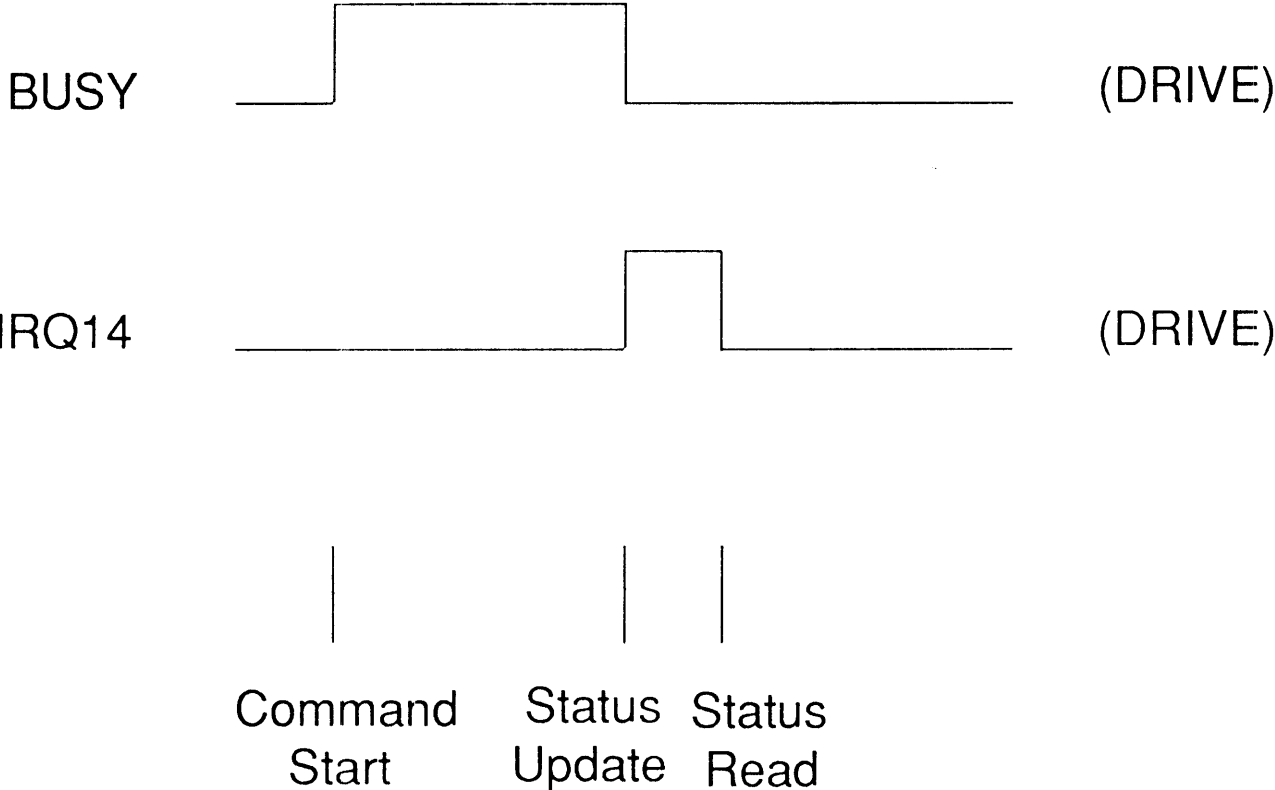 BUSY (DRIVE)
IRQ14 (DRIVE)
Command Status Status
Start Update Read